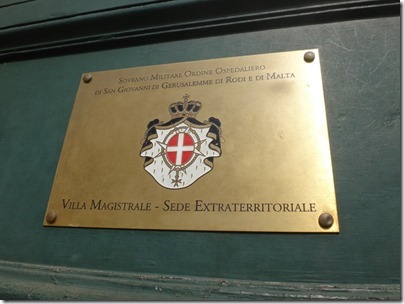 Sovrano Militare Ordine Ospedaliero
di San Giovanni di Gerusalemme di Rodi e di Malta
Villa Magistrale - Sede Extraterritoriale